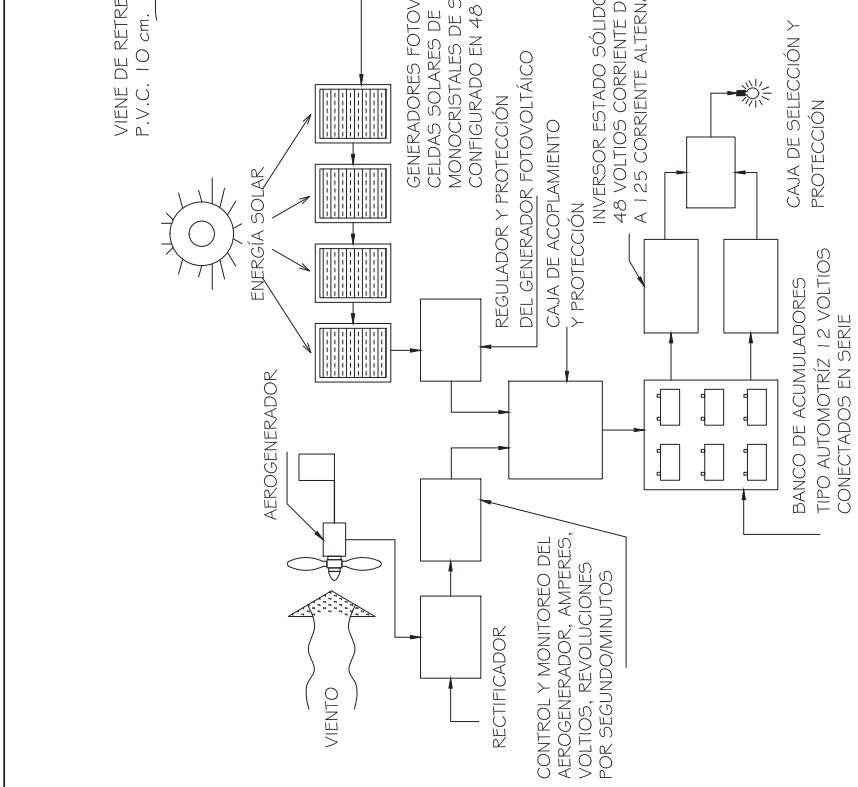 VIENE DE
P.V.C. 10 cm.
ENERGÍA SOLAR
CELDAS SOLARES DE
MONOCRISTALES DE
CONFIGURADO EN 48
REGULADOR Y PROTECCIÓN
DEL GENERADOR FOTOVOLTÁICO
CAJA DE ACOPLAMIENTO
Y PROTECCIÓN
GENERADORES
INVERSOR ESTADO SÓLIDO
48 VOLTIOS CORRIENTE
A 125 CORRIENTE
CAJA DE SELECCIÓN Y
PROTECCIÓN
AEROGENERADOR
VIENTO
RECTIFICADOR
CONTROL Y MONITOREO DEL
AEROGENERADOR, AMPERES,
VOLTIOS, REVOLUCIONES
POR SEGUNDO/MINUTOS
BANCO DE ACUMULADORES
TIPO AUTOMOTRÍZ 12 VOLTIOS
CONECTADOS EN SERIE